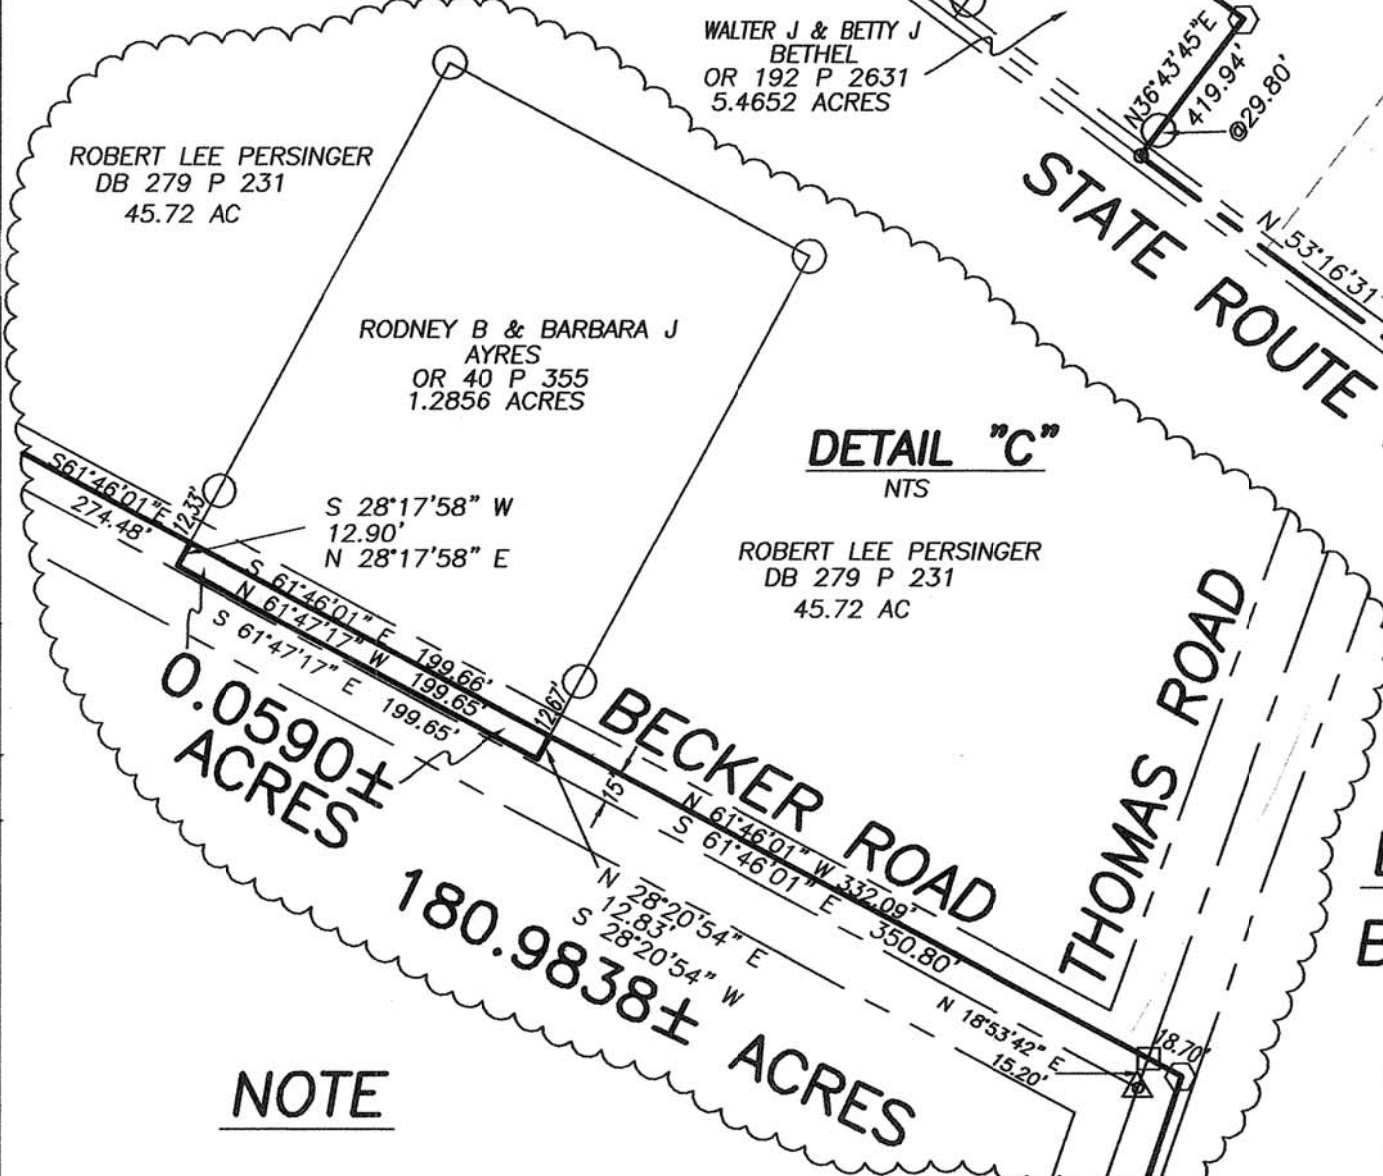 WALTER J & BETTY J
BETHEL
OR 192 P 2631
5.4652 ACRES
N36°43'45"E
419.94'
@29.80'
STATE ROUTE
N 53°16'31"
ROBERT LEE PERSINGER
DB 279 P 231
45.72 AC
RODNEY B & BARBARA J
AYRES
OR 40 P 355
1.2856 ACRES
DETAIL "C"
NTS
ROBERT LEE PERSINGER
DB 279 P 231
45.72 AC
S61°46'01"E
274.48'
12.33'
S 28°17'58" W
12.90'
N 28°17'58" E
S 61°46'01" E 199.66'
N 61°47'17" W 199.65'
S 61°47'17" E 199.65'
12.67'
0.0590±
ACRES
BECKER ROAD
THOMAS ROAD
15'
N 61°46'01" W 332.09'
S 61°46'01" E 350.80'
N 28°20'54" E
12.83'
S 28°20'54" W
180.9838± ACRES
N 18°53'42" E
15.20'
18.70'
NOTE
B